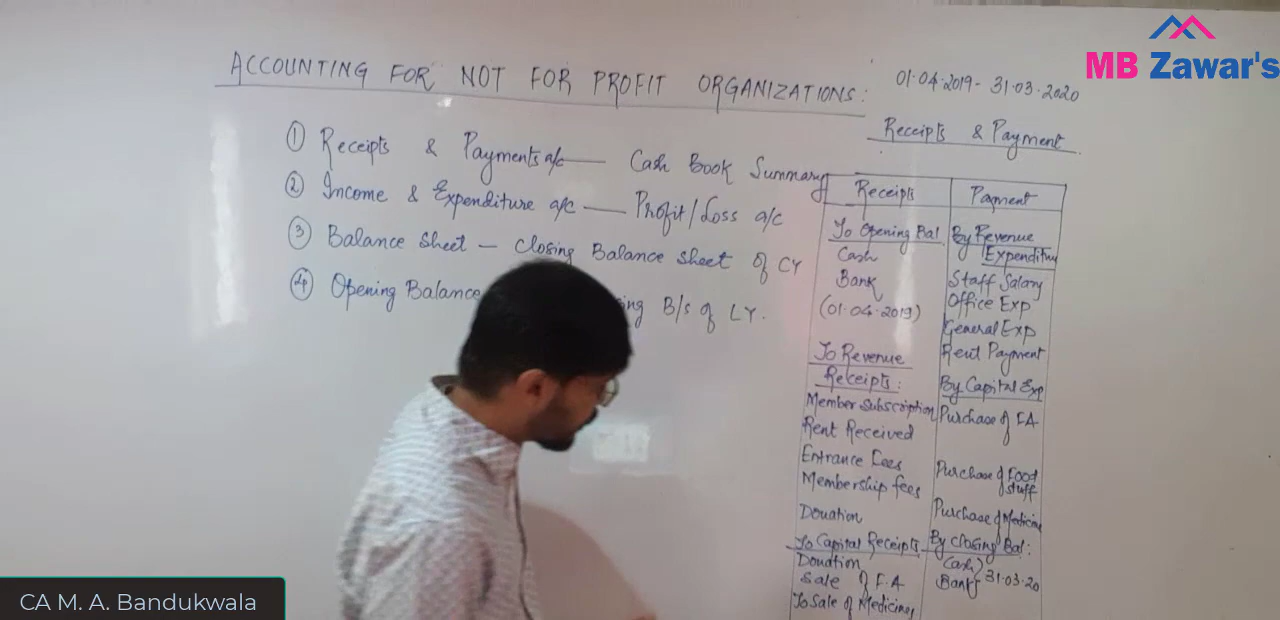 MB Zawar's
ACCOUNTING FOR NOT FOR PROFIT ORGANIZATIONS:
01.04.2019 - 31.03.2020
Receipts & Payment
① Receipts & Payments a/c — Cash Book Summary
② Income & Expenditure a/c — Profit/Loss a/c
③ Balance Sheet — Closing Balance Sheet of CY
④ Opening Balance B/s of LY.
Receipts
To Opening Bal.
Cash
Bank
(01.04.2019)
To Revenue
Receipts:
Member Subscription
Rent Received
Entrance Fees
Membership fees
Donation
To Capital Receipts
Donation
Sale of F.A
To Sale of Medicines
Payment
By Revenue
Expenditure
Staff Salary
Office Exp
General Exp
Rent Payment
By Capital Exp
Purchase of FA
Purchase of Food
stuff
Purchase of Medicine
By Closing Bal:
Cash
Bank 31.03.20
CA M. A. Bandukwala